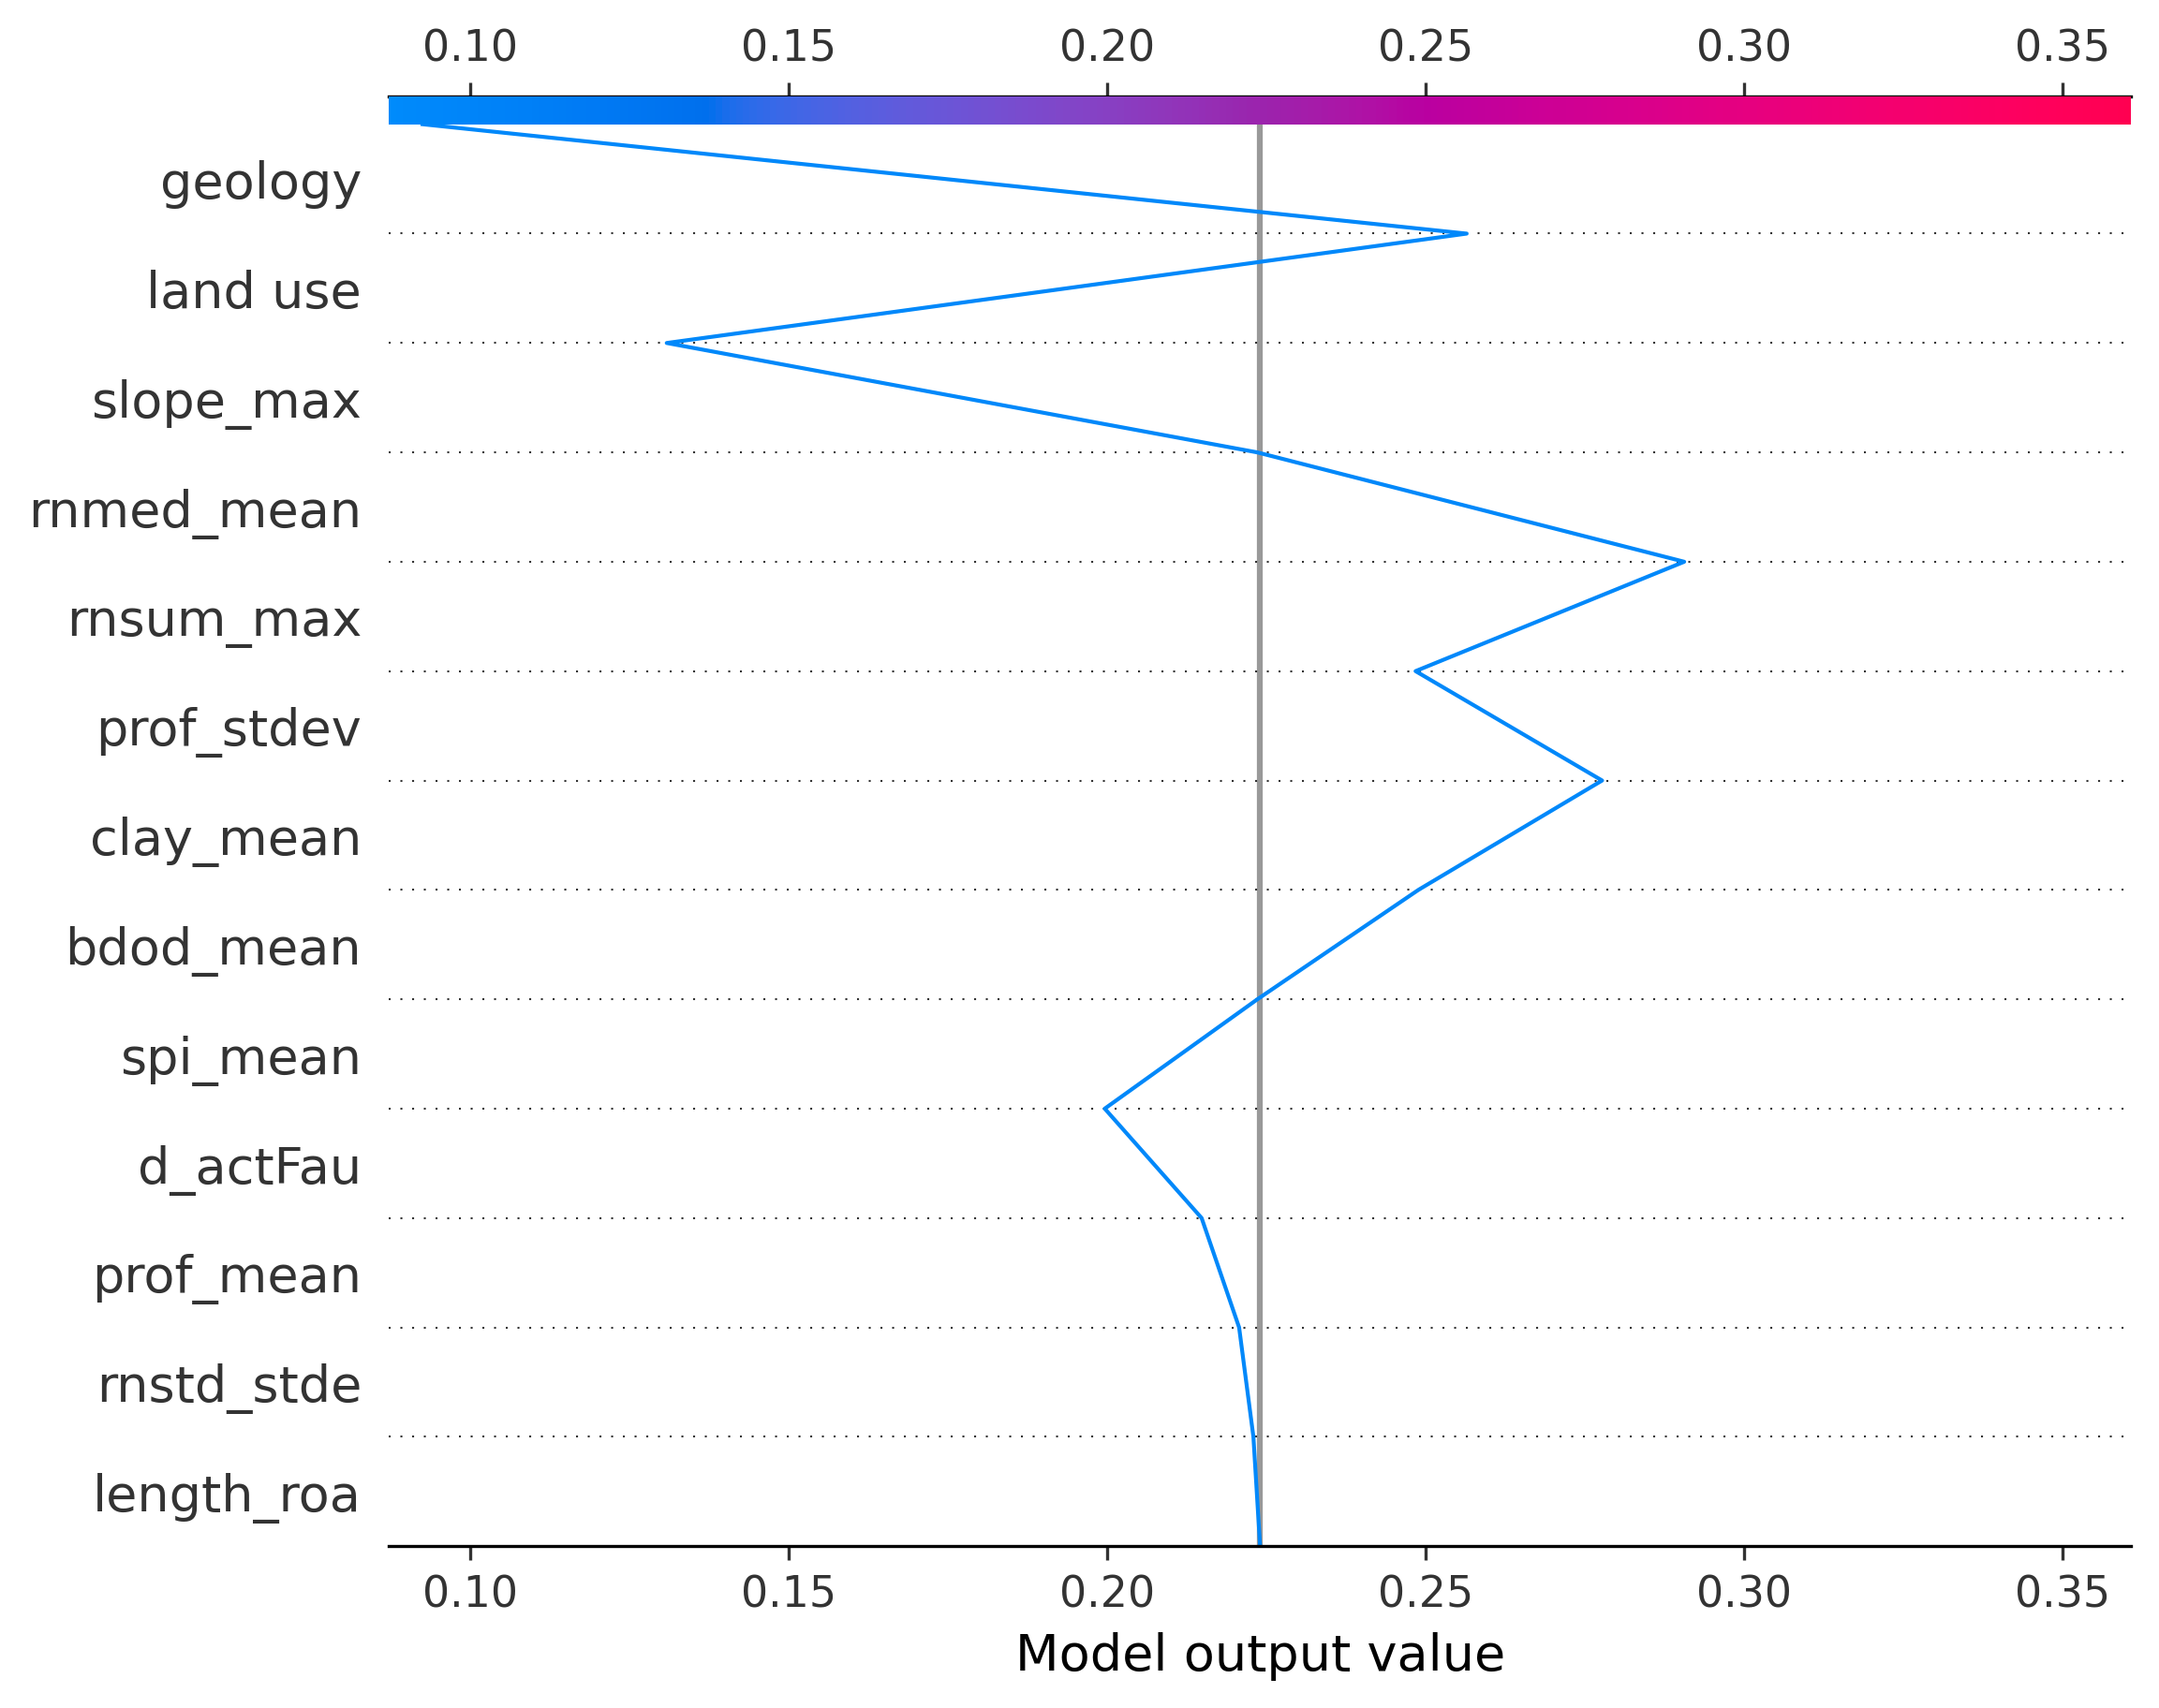 0.10 0.15 0.20 0.25 0.30 0.35
geology
land use
slope_max
rnmed_mean
rnsum_max
prof_stdev
clay_mean
bdod_mean
spi_mean
d_actFau
prof_mean
rnstd_stde
length_roa
0.10 0.15 0.20 0.25 0.30 0.35
Model output value